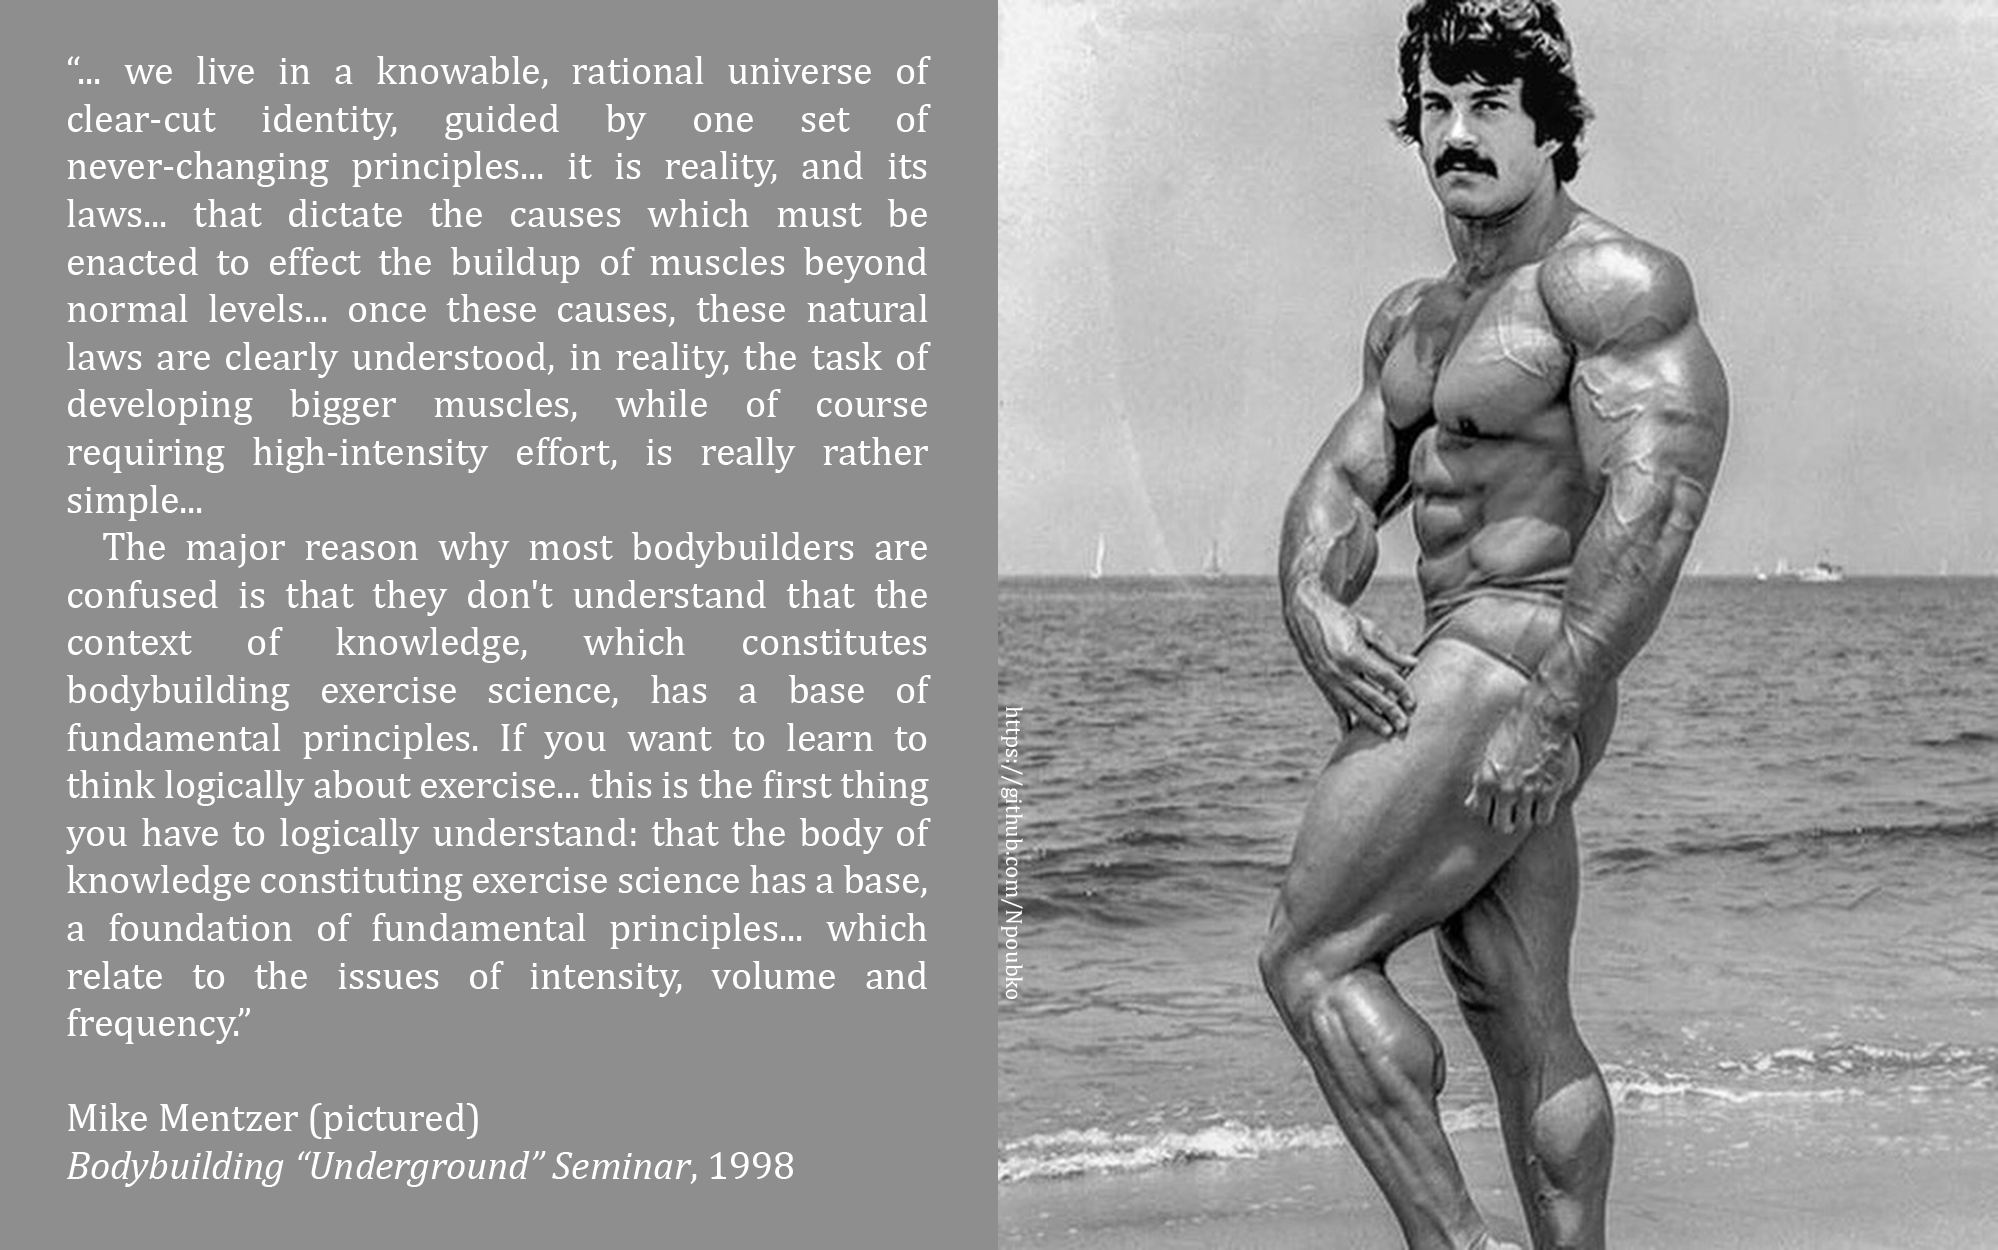 “... we live in a knowable, rational universe of
clear-cut identity, guided by one set of
never-changing principles... it is reality, and its
laws... that dictate the causes which must be
enacted to effect the buildup of muscles beyond
normal levels... once these causes, these natural
laws are clearly understood, in reality, the task of
developing bigger muscles, while of course
requiring high-intensity effort, is really rather
simple...
The major reason why most bodybuilders are
confused is that they don't understand that the
context of knowledge, which constitutes
bodybuilding exercise science, has a base of
fundamental principles. If you want to learn to
think logically about exercise... this is the first thing
you have to logically understand: that the body of
knowledge constituting exercise science has a base,
a foundation of fundamental principles... which
relate to the issues of intensity, volume and
frequency.”
Mike Mentzer (pictured)
Bodybuilding “Underground” Seminar, 1998
https://github.com/Npoubko